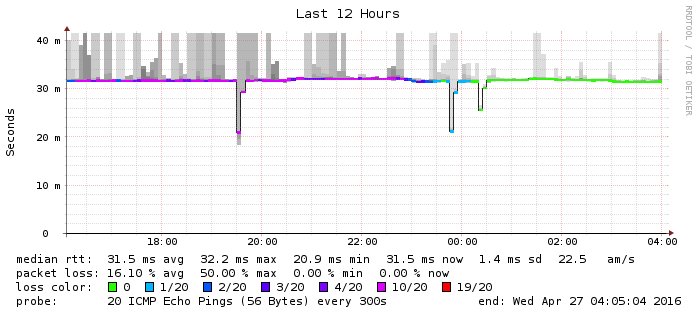 Last 12 Hours
RRDTOOL / TOBI OETIKER
Seconds
40 m
30 m
20 m
10 m
0
18:00 20:00 22:00 00:00 02:00 04:00
median rtt: 31.5 ms avg 32.2 ms max 20.9 ms min 31.5 ms now 1.4 ms sd 22.5 am/s
packet loss: 16.10 % avg 50.00 % max 0.00 % min 0.00 % now
loss color: 0 1/20 2/20 3/20 4/20 10/20 19/20
probe: 20 ICMP Echo Pings (56 Bytes) every 300s end: Wed Apr 27 04:05:04 2016